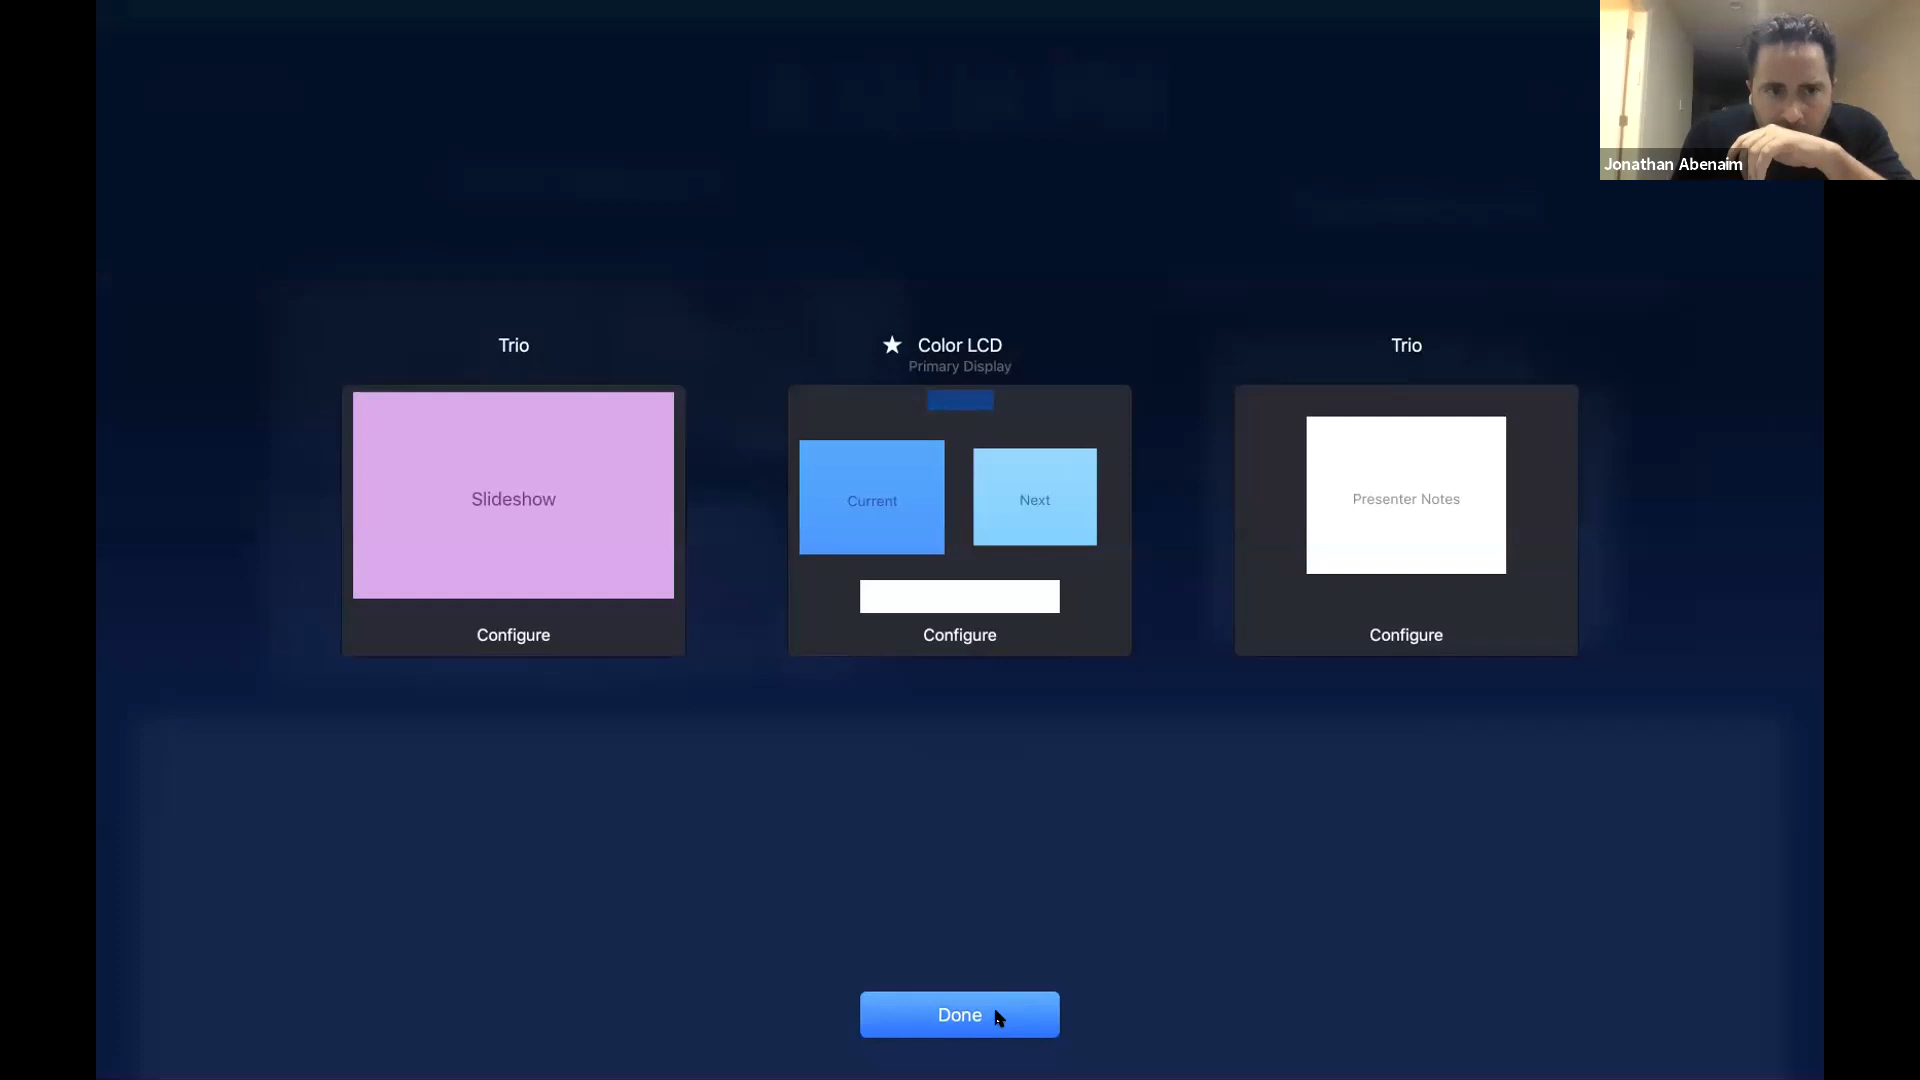 Jonathan Abenaim
Trio
★ Color LCD
Primary Display
Trio
Slideshow
Current
Next
Presenter Notes
Configure
Configure
Configure
Done